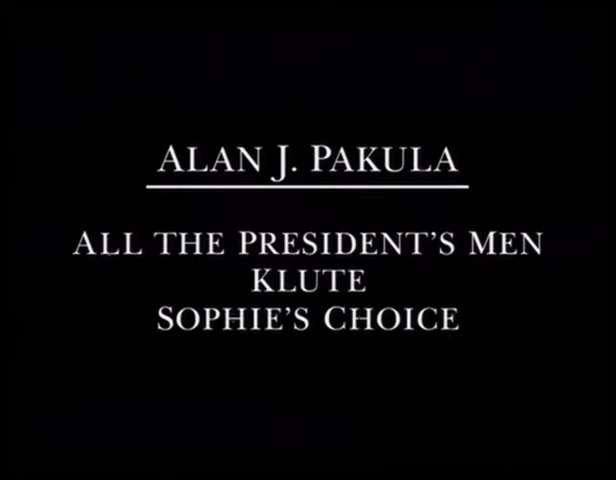 ALAN J. PAKULA
ALL THE PRESIDENT'S MEN
KLUTE
SOPHIE'S CHOICE